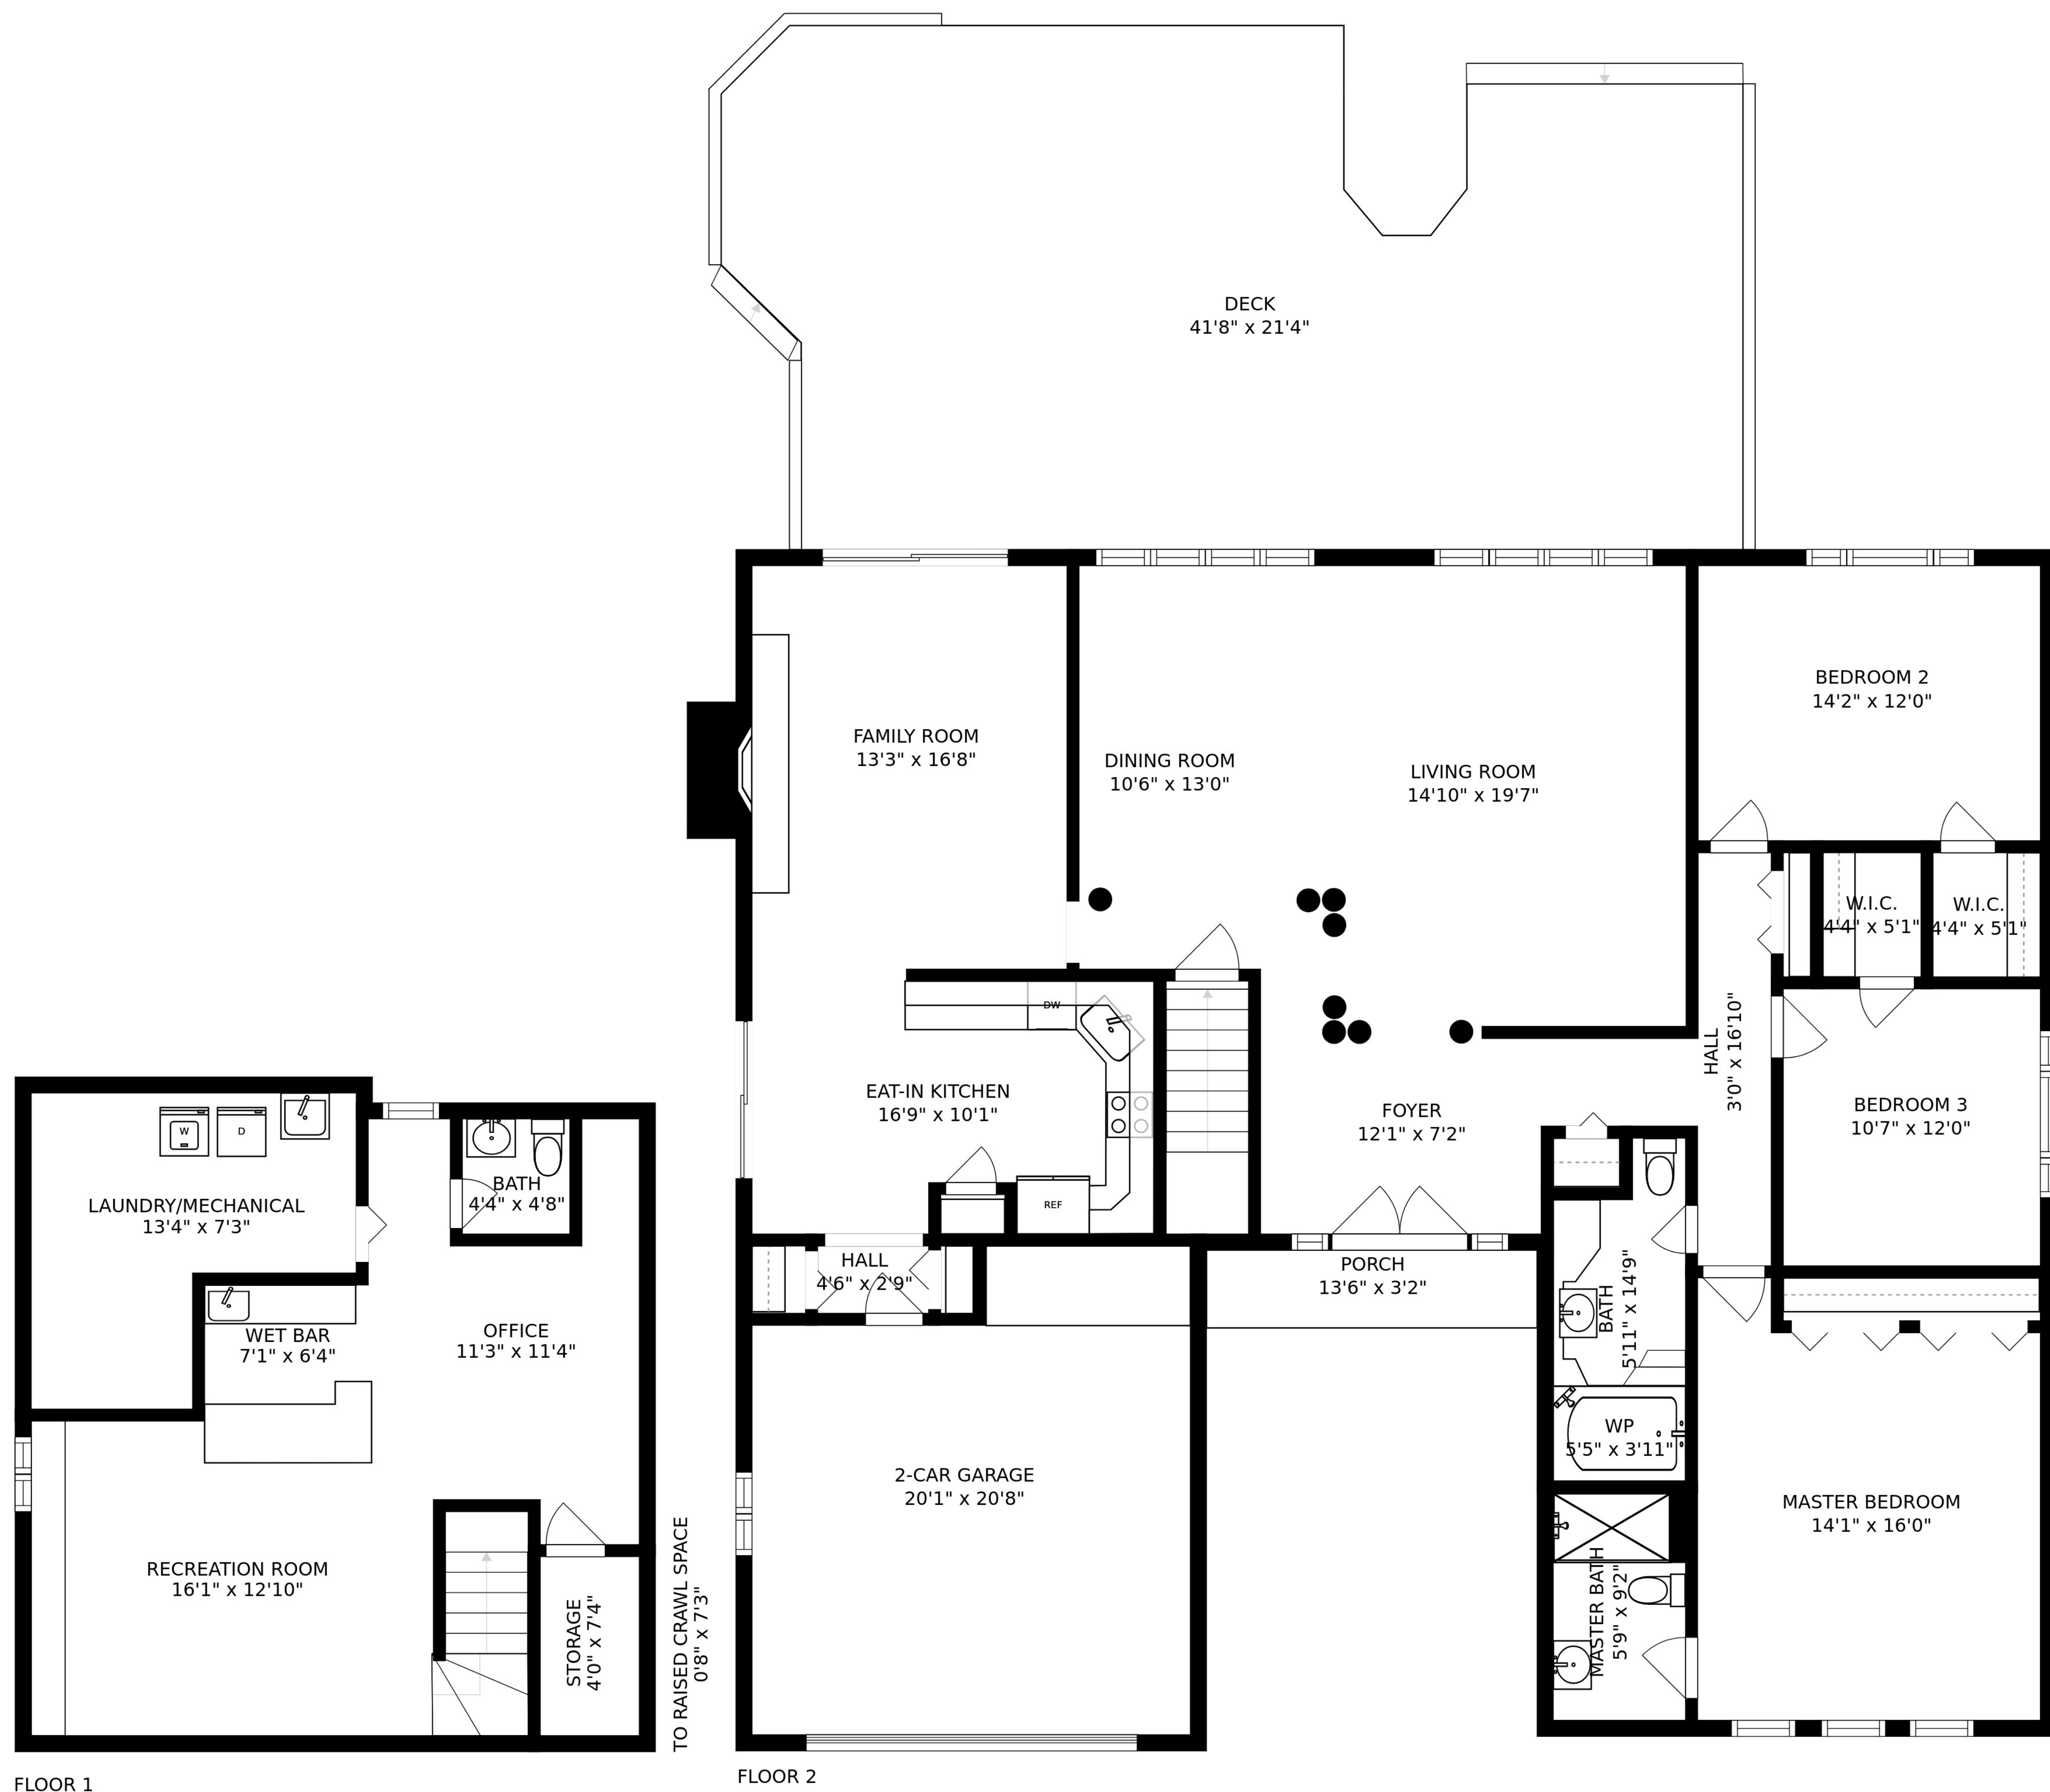 DECK
41'8" x 21'4"
FAMILY ROOM
13'3" x 16'8"
DINING ROOM
10'6" x 13'0"
LIVING ROOM
14'10" x 19'7"
BEDROOM 2
14'2" x 12'0"
W.I.C.
4'4" x 5'1"
W.I.C.
4'4" x 5'1"
HALL
3'0" x 16'10"
DW
EAT-IN KITCHEN
16'9" x 10'1"
REF
FOYER
12'1" x 7'2"
BEDROOM 3
10'7" x 12'0"
HALL
4'6" x 2'9"
PORCH
13'6" x 3'2"
BATH
5'11" x 14'9"
WP
5'5" x 3'11"
2-CAR GARAGE
20'1" x 20'8"
MASTER BEDROOM
14'1" x 16'0"
MASTER BATH
5'9" x 9'2"
FLOOR 2
W
D
LAUNDRY/MECHANICAL
13'4" x 7'3"
BATH
4'4" x 4'8"
WET BAR
7'1" x 6'4"
OFFICE
11'3" x 11'4"
RECREATION ROOM
16'1" x 12'10"
STORAGE
4'0" x 7'4"
TO RAISED CRAWL SPACE
0'8" x 7'3"
FLOOR 1